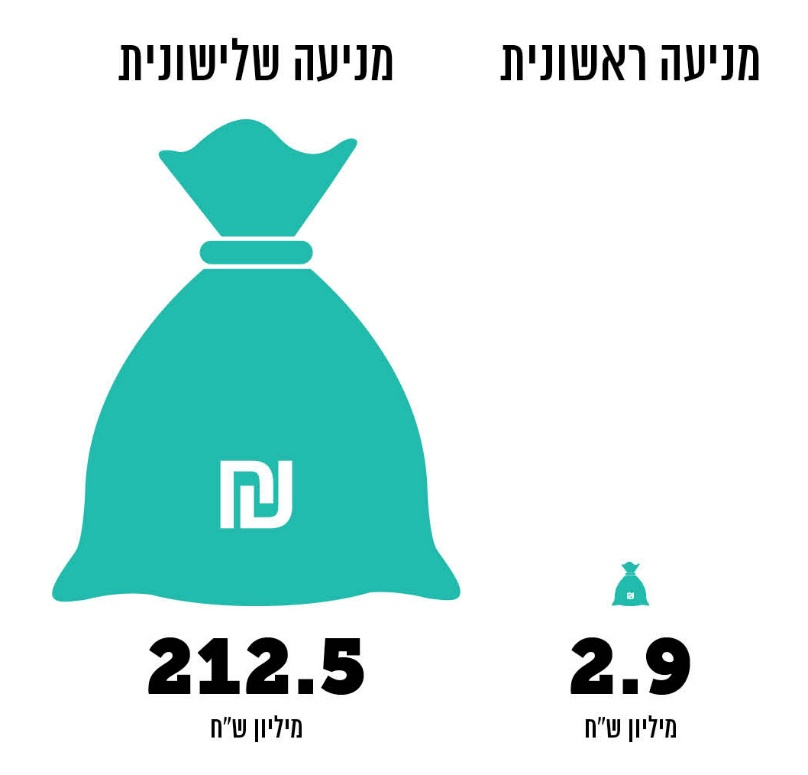 מניעה ראשונית
מניעה שלישונית
₪
₪
2.9
מיליון ש"ח
212.5
מיליון ש"ח